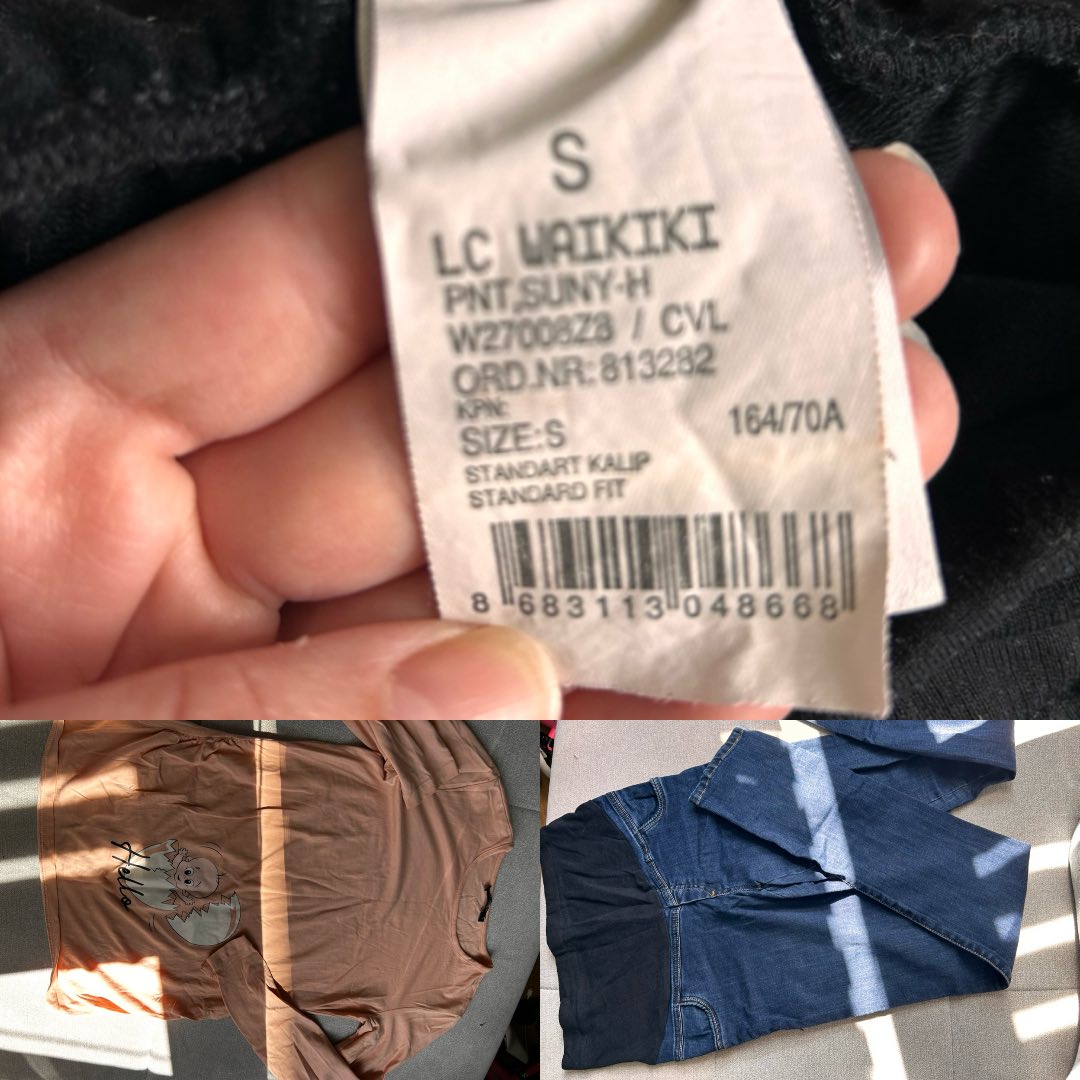 S
LC WAIKIKI
PNT,SUNY-H
W27008Z8 / CVL
ORD.NR:813282
KPN:
SIZE:S 164/70A
STANDART KALIP
STANDARD FIT
8 683113 048668
Hello